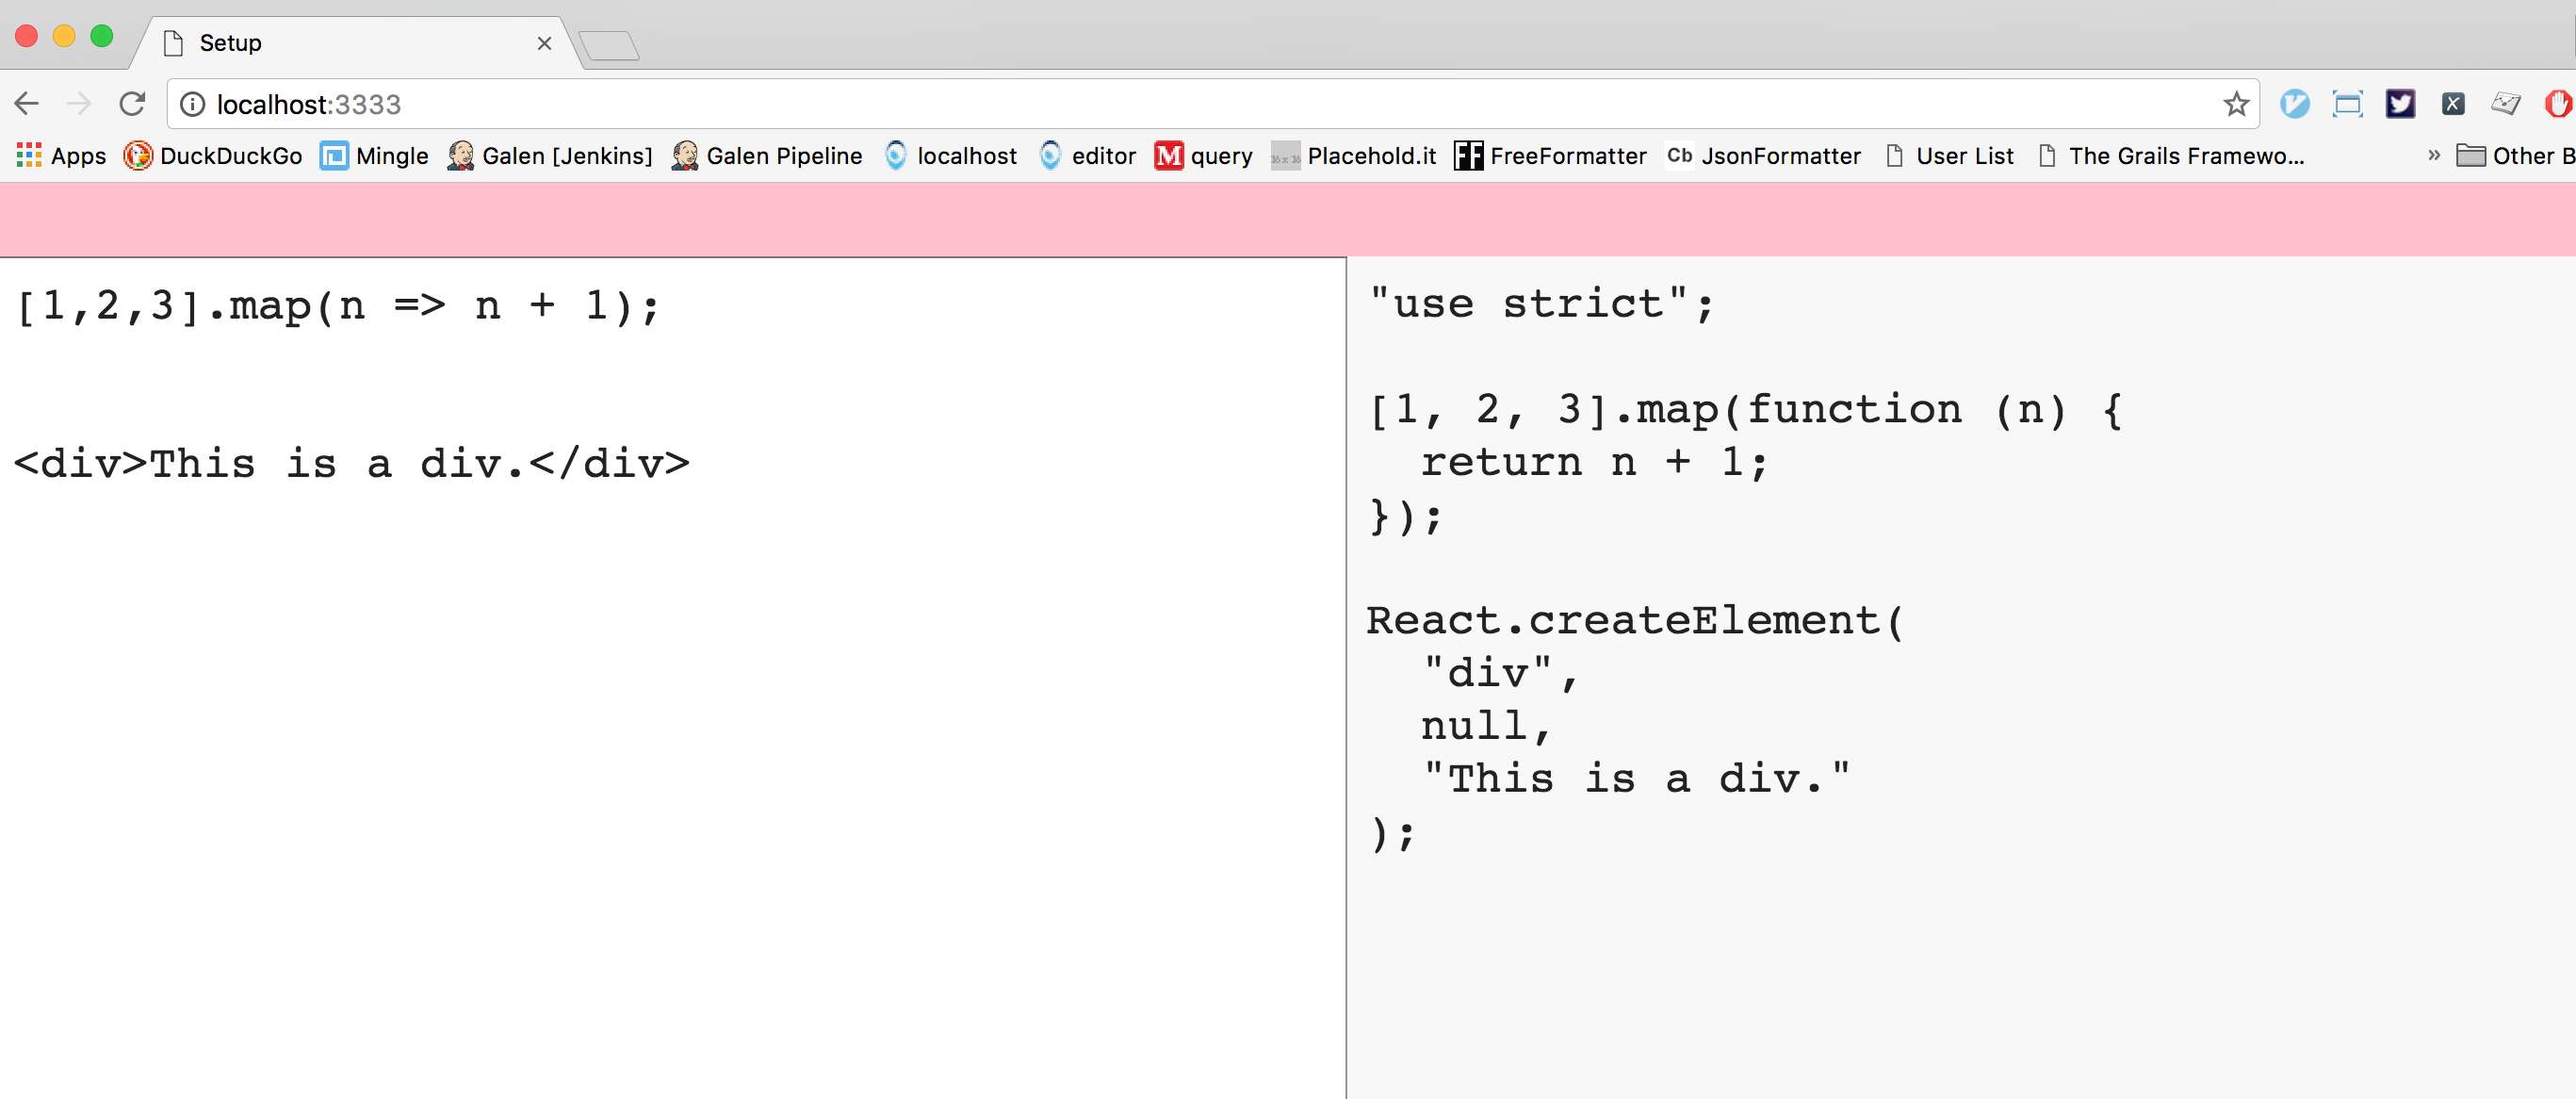 Setup
localhost:3333
Apps DuckDuckGo Mingle Galen [Jenkins] Galen Pipeline localhost editor M query Placehold.it FF FreeFormatter Cb JsonFormatter User List The Grails Framewo... » Other B
[1,2,3].map(n => n + 1);
<div>This is a div.</div>
"use strict";
[1, 2, 3].map(function (n) {
  return n + 1;
});
React.createElement(
  "div",
  null,
  "This is a div."
);